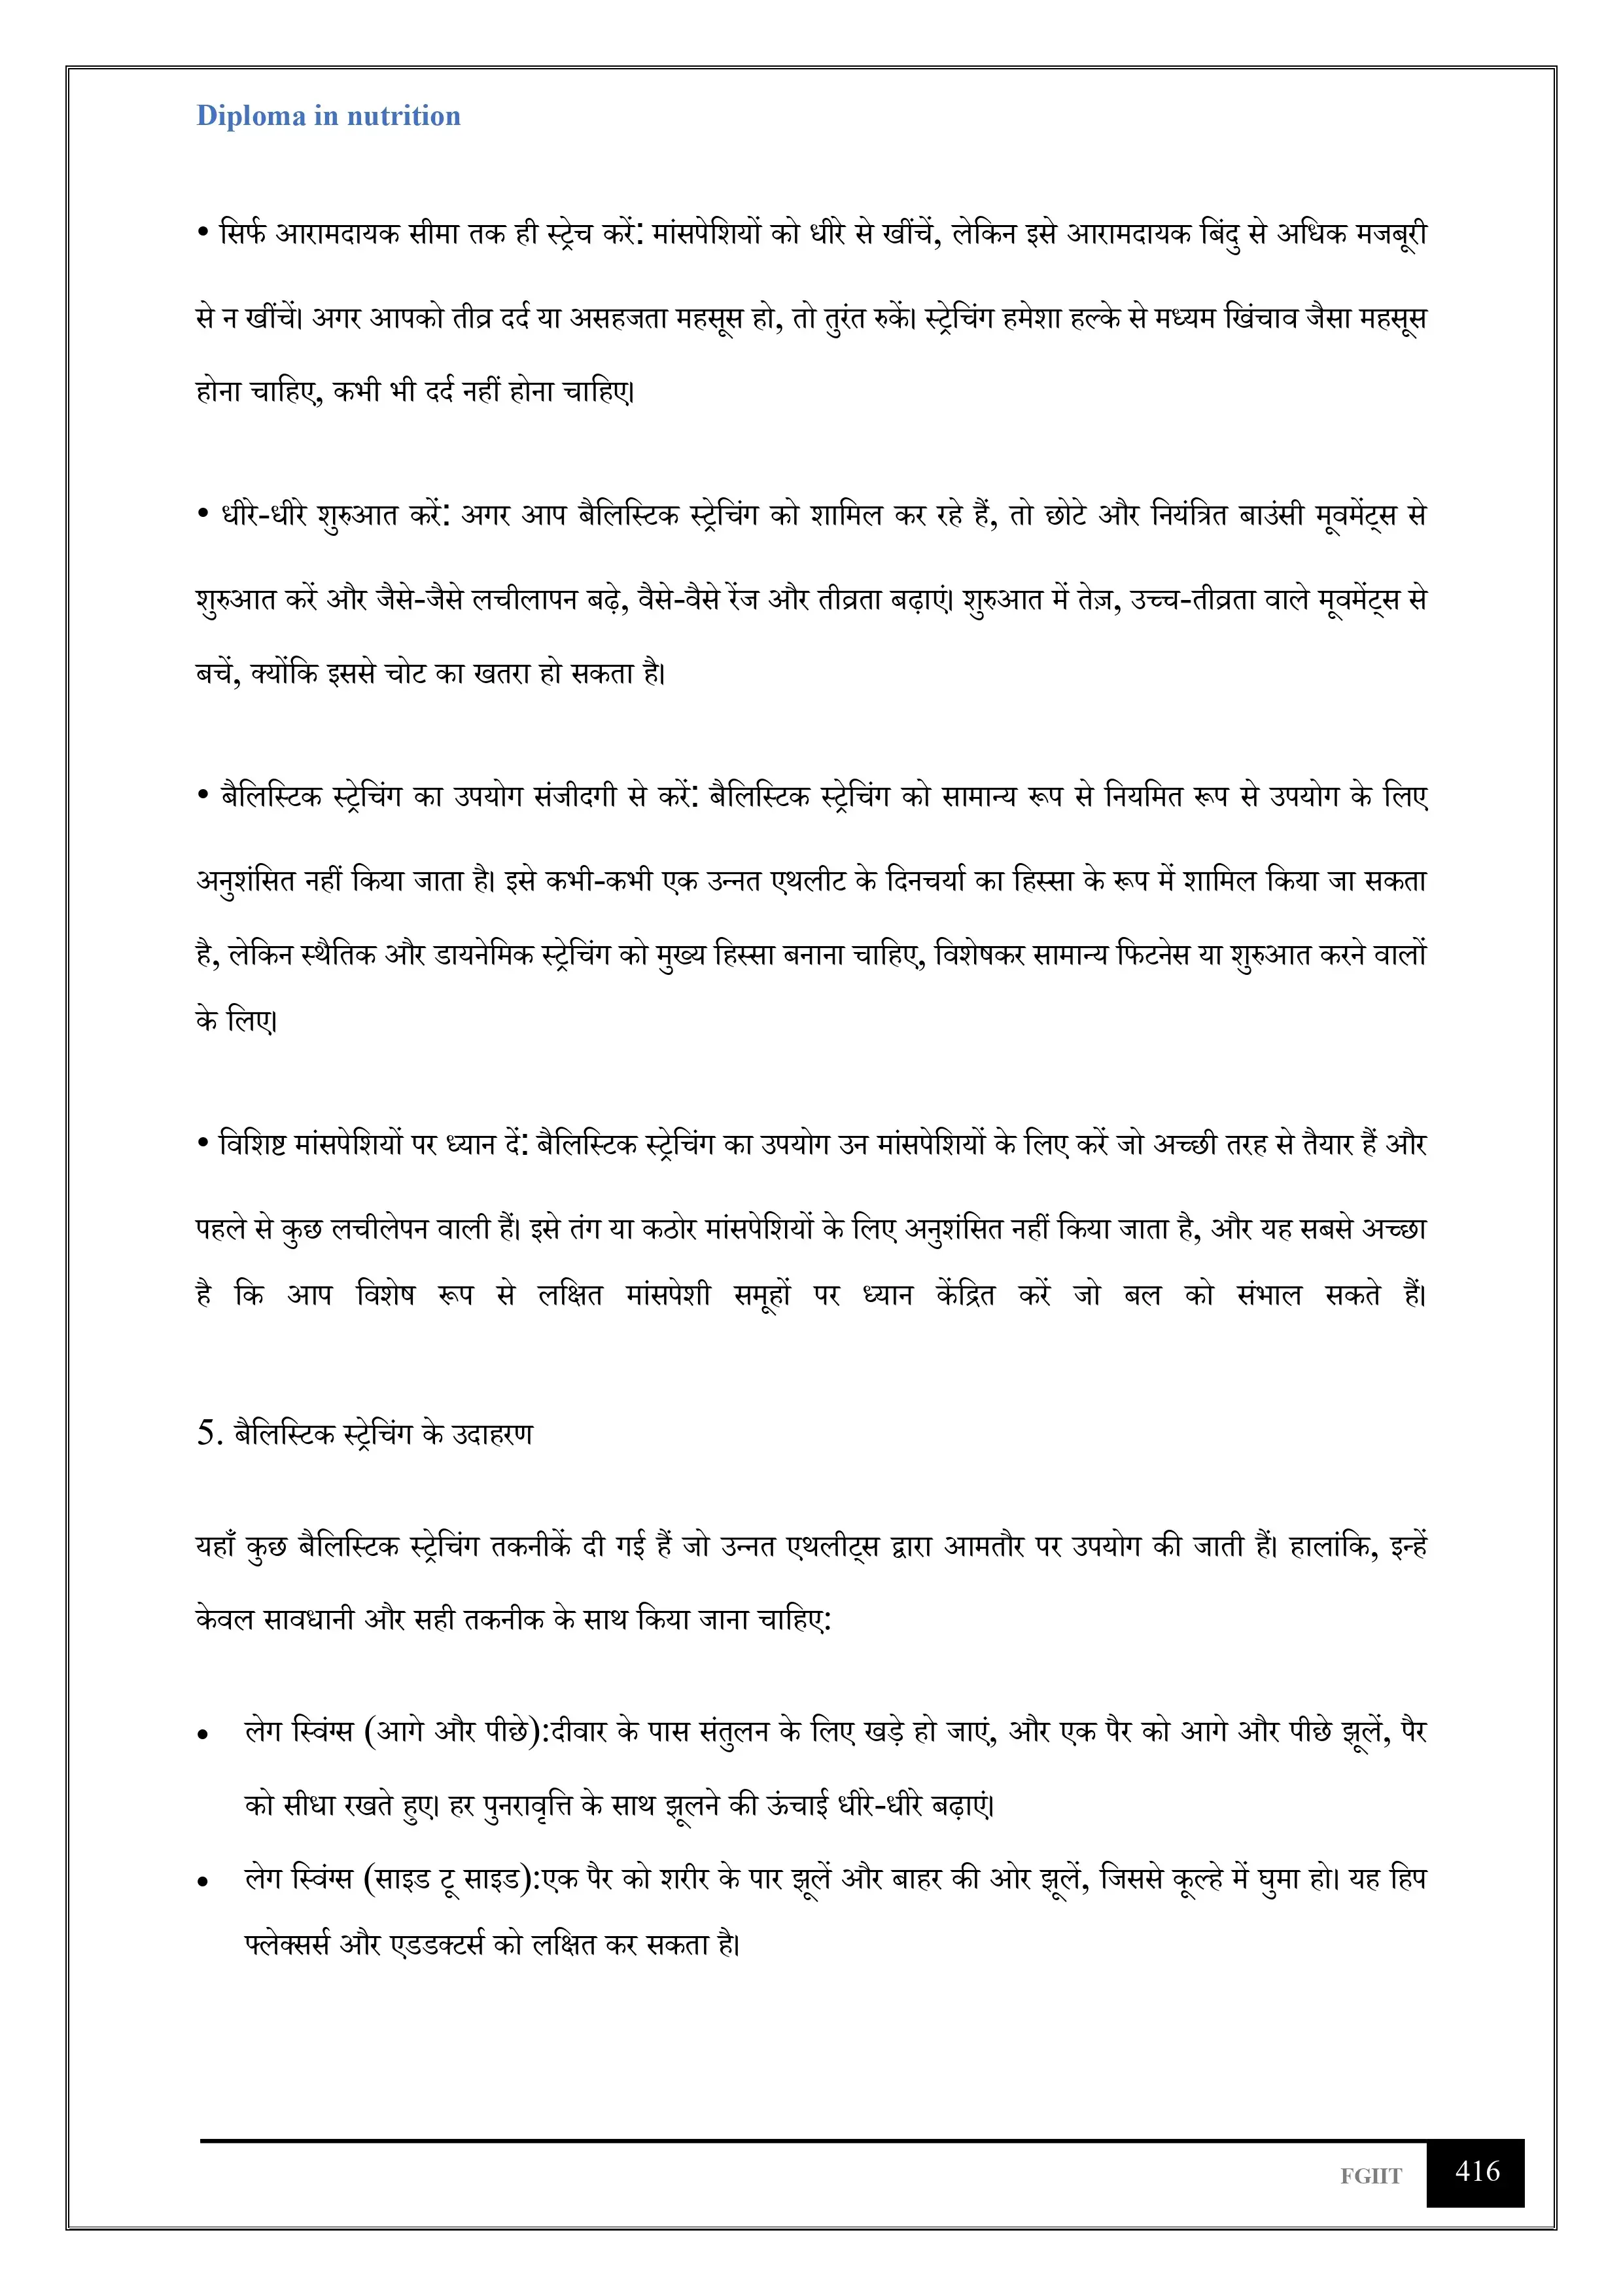 Diploma in nutrition
• सिर्फ आरामदायक सीमा तक ही स्ट्रेच करें: मांसपेशियों को धीरे से खींचें, लेकिन इसे आरामदायक बिंदु से अधिक मजबूरी
से न खींचें। अगर आपको तीव्र दर्द या असहजता महसूस हो, तो तुरंत रुकें। स्ट्रेचिंग हमेशा हल्के से मध्यम खिंचाव जैसा महसूस
होना चाहिए, कभी भी दर्द नहीं होना चाहिए।
• धीरे-धीरे शुरुआत करें: अगर आप बैलिस्टिक स्ट्रेचिंग को शामिल कर रहे हैं, तो छोटे और नियंत्रित बाउंसी मूवमेंट्स से
शुरुआत करें और जैसे-जैसे लचीलापन बढ़े, वैसे-वैसे रेंज और तीव्रता बढ़ाएं। शुरुआत में तेज़, उच्च-तीव्रता वाले मूवमेंट्स से
बचें, क्योंकि इससे चोट का खतरा हो सकता है।
• बैलिस्टिक स्ट्रेचिंग का उपयोग संजीदगी से करें: बैलिस्टिक स्ट्रेचिंग को सामान्य रूप से नियमित रूप से उपयोग के लिए
अनुशंसित नहीं किया जाता है। इसे कभी-कभी एक उन्नत एथलीट के दिनचर्या का हिस्सा के रूप में शामिल किया जा सकता
है, लेकिन स्थैतिक और डायनेमिक स्ट्रेचिंग को मुख्य हिस्सा बनाना चाहिए, विशेषकर सामान्य फिटनेस या शुरुआत करने वालों
के लिए।
• विशिष्ट मांसपेशियों पर ध्यान दें: बैलिस्टिक स्ट्रेचिंग का उपयोग उन मांसपेशियों के लिए करें जो अच्छी तरह से तैयार हैं और
पहले से कुछ लचीलेपन वाली हैं। इसे तंग या कठोर मांसपेशियों के लिए अनुशंसित नहीं किया जाता है, और यह सबसे अच्छा
है कि आप विशेष रूप से लक्षित मांसपेशी समूहों पर ध्यान केंद्रित करें जो बल को संभाल सकते हैं।
5. बैलिस्टिक स्ट्रेचिंग के उदाहरण
यहाँ कुछ बैलिस्टिक स्ट्रेचिंग तकनीकें दी गई हैं जो उन्नत एथलीट्स द्वारा आमतौर पर उपयोग की जाती हैं। हालांकि, इन्हें
केवल सावधानी और सही तकनीक के साथ किया जाना चाहिए:
• लेग स्विंग्स (आगे और पीछे):दीवार के पास संतुलन के लिए खड़े हो जाएं, और एक पैर को आगे और पीछे झूलें, पैर
को सीधा रखते हुए। हर पुनरावृत्ति के साथ झूलने की ऊंचाई धीरे-धीरे बढ़ाएं।
• लेग स्विंग्स (साइड टू साइड):एक पैर को शरीर के पार झूलें और बाहर की ओर झूलें, जिससे कूल्हे में घुमा हो। यह हिप
फ्लेक्सर्स और एडडक्टर्स को लक्षित कर सकता है।
FGIIT 416